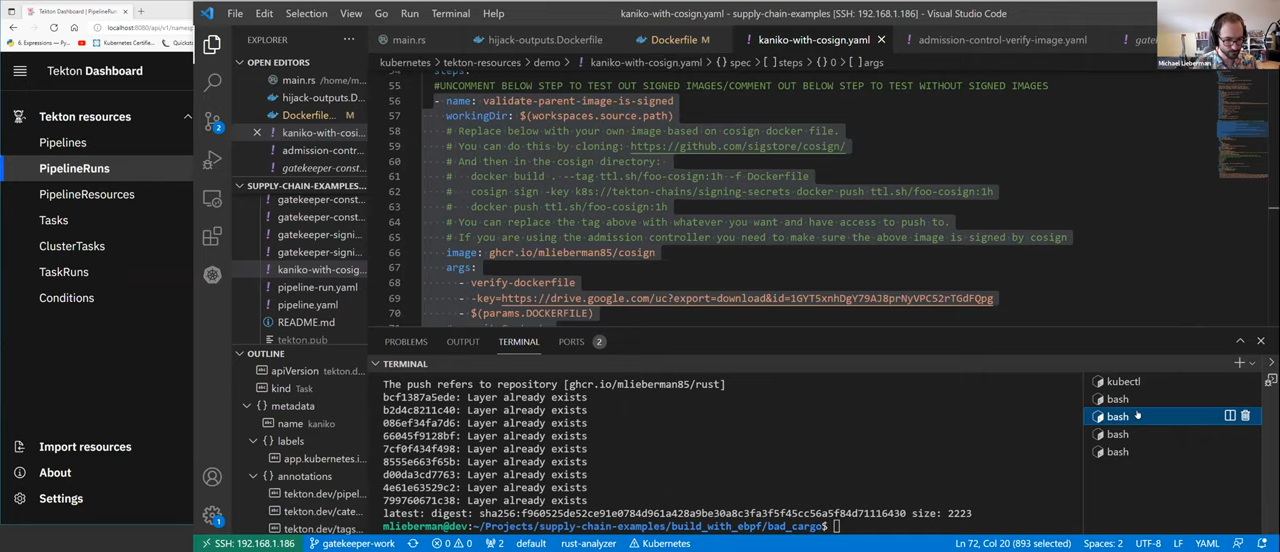 Tekton Dashboard | PipelineRuns
localhost:8080/api/v1/namesp
6. Expressions — Py...
Kubernetes Certific...
Quickstu
Tekton Dashboard
Tekton resources
Pipelines
PipelineRuns
PipelineResources
Tasks
ClusterTasks
TaskRuns
Conditions
Import resources
About
Settings
File Edit Selection View Go Run Terminal Help
kaniko-with-cosign.yaml - supply-chain-examples [SSH: 192.168.1.186] - Visual Studio Code
EXPLORER
OPEN EDITORS
main.rs /home/m...
hijack-outputs.D...
Dockerfile... M
kaniko-with-cosi...
admission-contr...
gatekeeper-const...
SUPPLY-CHAIN-EXAMPLES...
gatekeeper-const...
gatekeeper-const...
gatekeeper-signi...
gatekeeper-signi...
kaniko-with-cosig...
pipeline-run.yaml
pipeline.yaml
README.md
tekton.pub
OUTLINE
apiVersion tekton.d...
kind Task
metadata
name kaniko
labels
app.kubernetes.i...
annotations
tekton.dev/pipel...
tekton.dev/cate...
tekton.dev/tags...
main.rs
hijack-outputs.Dockerfile
Dockerfile M
kaniko-with-cosign.yaml
admission-control-verify-image.yaml
kubernetes > tekton-resources > demo > kaniko-with-cosign.yaml > {} spec > [ ] steps > {} 0 > [ ] args
54 steps:
55 #UNCOMMENT BELOW STEP TO TEST OUT SIGNED IMAGES/COMMENT OUT BELOW STEP TO TEST WITHOUT SIGNED IMAGES
56 - name: validate-parent-image-is-signed
57 workingDir: $(workspaces.source.path)
58 # Replace below with your own image based on cosign docker file.
59 # You can do this by cloning: https://github.com/sigstore/cosign/
60 # And then in the cosign directory:
61 # docker build . --tag ttl.sh/foo-cosign:1h -f Dockerfile
62 # cosign sign -key k8s://tekton-chains/signing-secrets docker push ttl.sh/foo-cosign:1h
63 # docker push ttl.sh/foo-cosign:1h
64 # You can replace the tag above with whatever you want and have access to push to.
65 # If you are using the admission controller you need to make sure the above image is signed by cosign
66 image: ghcr.io/mlieberman85/cosign
67 args:
68 - verify-dockerfile
69 - -key=https://drive.google.com/uc?export=download&id=1GYT5xnhDgY79AJ8prNyVPC52rTGdFQpg
70 - $(params.DOCKERFILE)
PROBLEMS OUTPUT TERMINAL PORTS 2
TERMINAL
The push refers to repository [ghcr.io/mlieberman85/rust]
bcf1387a5ede: Layer already exists
b2d4c8211c40: Layer already exists
086ef34fa7d6: Layer already exists
66045f9128bf: Layer already exists
7cf0ef434f498: Layer already exists
8555e663f65b: Layer already exists
d00da3cd7763: Layer already exists
4e61e63529c2: Layer already exists
799760671c38: Layer already exists
latest: digest: sha256:f960525de52ce91e0784d961a428a9be30a8c3fa3f5f45cc56a5f84d71116430 size: 2223
mlieberman@dev:~/Projects/supply-chain-examples/build_with_ebpf/bad_cargo$
kubectl
bash
bash
bash
bash
Michael Lieberman
SSH: 192.168.1.186
gatekeeper-work
0 0
2
default
rust-analyzer
Kubernetes
Ln 72, Col 20 (893 selected)
Spaces: 2
UTF-8
LF
YAML